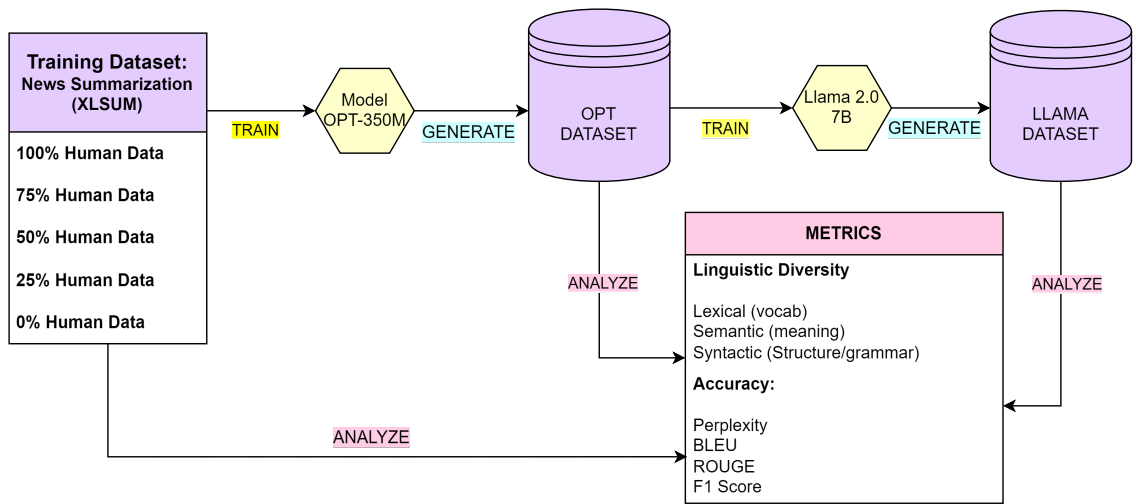 Training Dataset:
News Summarization
(XLSUM)
100% Human Data
75% Human Data
50% Human Data
25% Human Data
0% Human Data
TRAIN
Model
OPT-350M
GENERATE
OPT
DATASET
TRAIN
Llama 2.0
7B
GENERATE
LLAMA
DATASET
ANALYZE
ANALYZE
ANALYZE
METRICS
Linguistic Diversity
Lexical (vocab)
Semantic (meaning)
Syntactic (Structure/grammar)
Accuracy:
Perplexity
BLEU
ROUGE
F1 Score